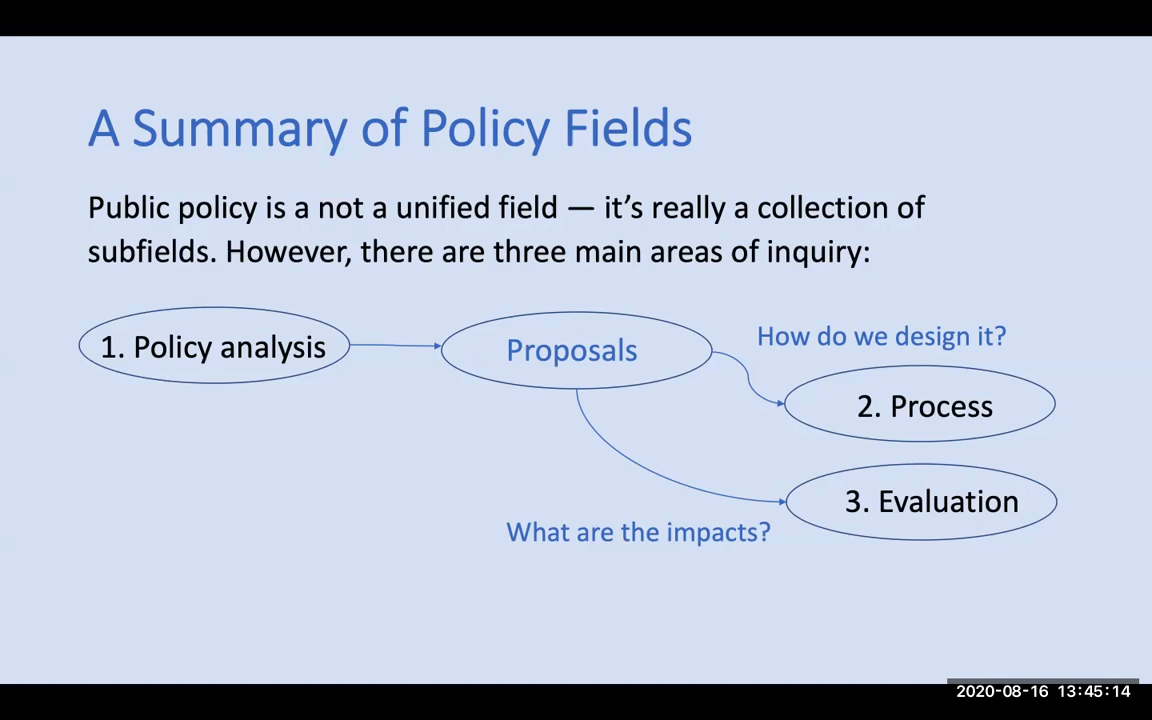 A Summary of Policy Fields
Public policy is a not a unified field — it’s really a collection of
subfields. However, there are three main areas of inquiry:
1. Policy analysis
Proposals
How do we design it?
2. Process
3. Evaluation
What are the impacts?
2020-08-16 13:45:14